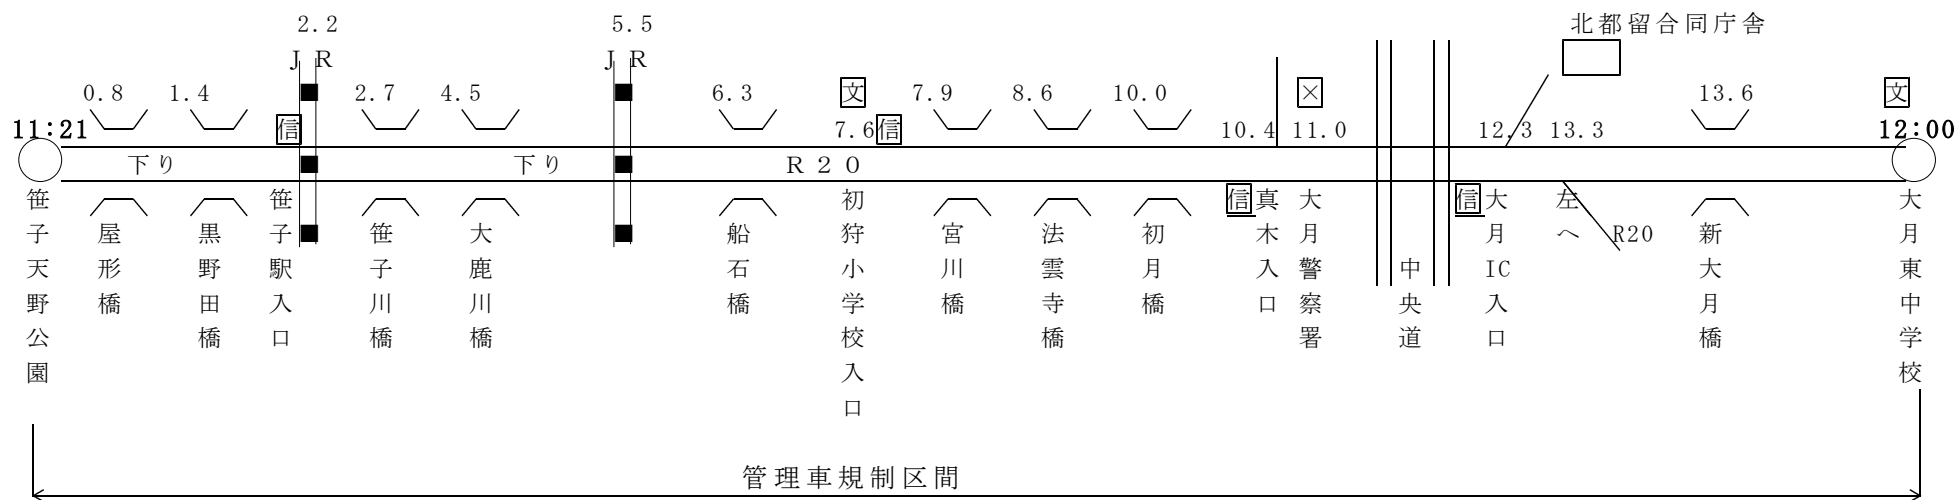 北都留合同庁舎
2.2
5.5
JR
JR
0.8
1.4
2.7
4.5
6.3
文
7.9
8.6
10.0
×
13.6
文
11:21
信
7.6
信
10.4
11.0
12.3
13.3
12:00
下り
下り
R20
笹子天野公園
屋形橋
黒野田橋
笹子駅入口
笹子川橋
大鹿川橋
船石橋
初狩小学校入口
宮川橋
法雲寺橋
初月橋
信
真木入口
大月警察署
中央道
信
大月IC入口
左へ
R20
新大月橋
大月東中学校
管理車規制区間